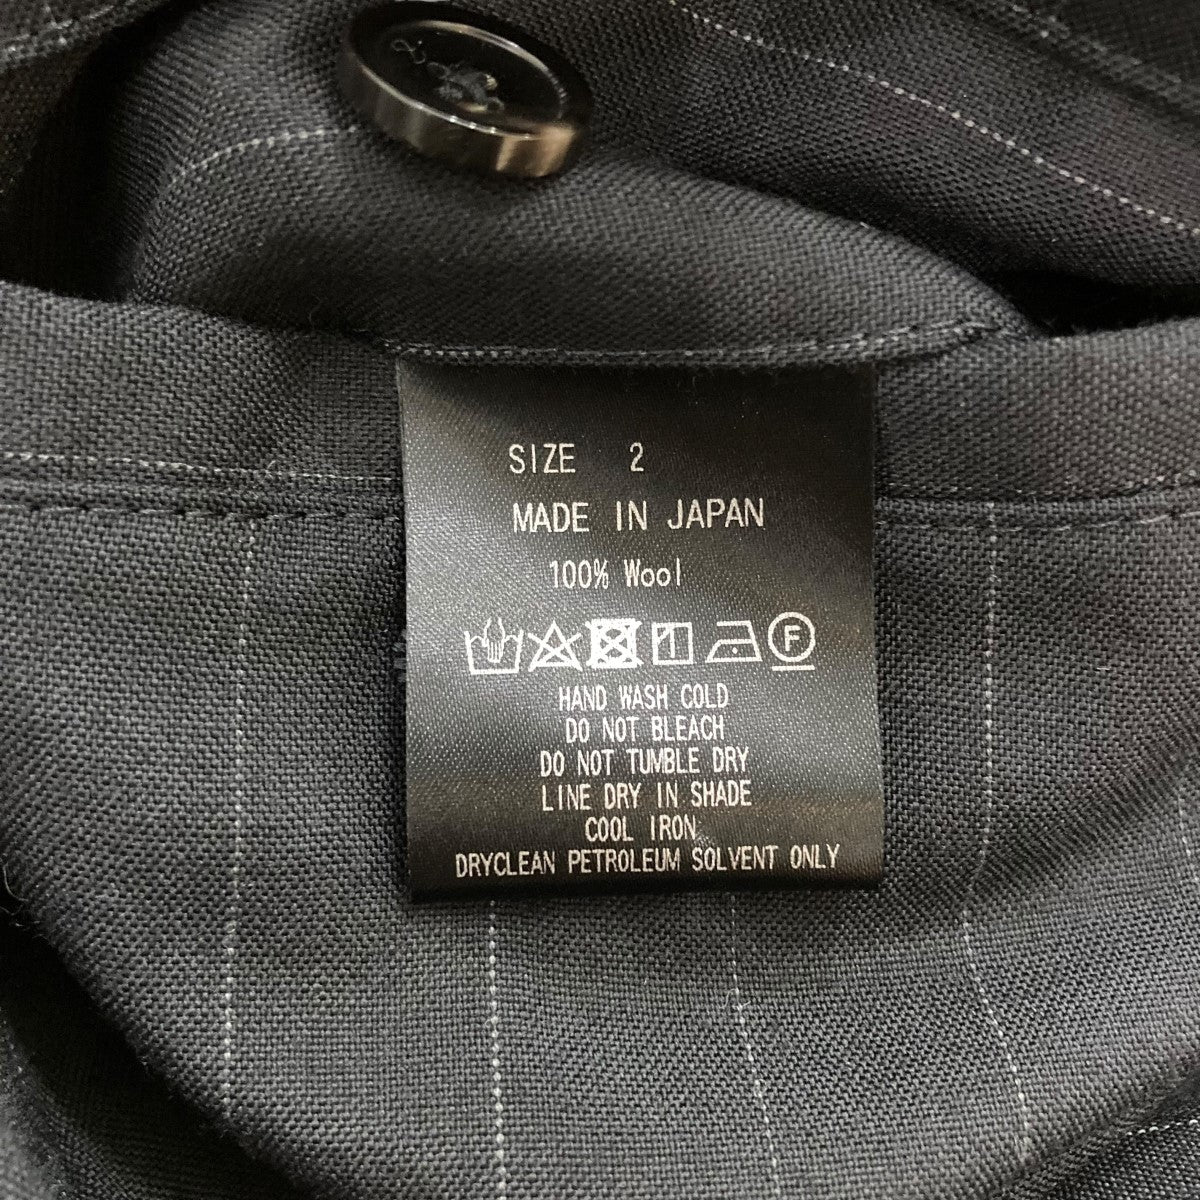 SIZE 2
MADE IN JAPAN
100% Wool
F
HAND WASH COLD
DO NOT BLEACH
DO NOT TUMBLE DRY
LINE DRY IN SHADE
COOL IRON
DRYCLEAN PETROLEUM SOLVENT ONLY